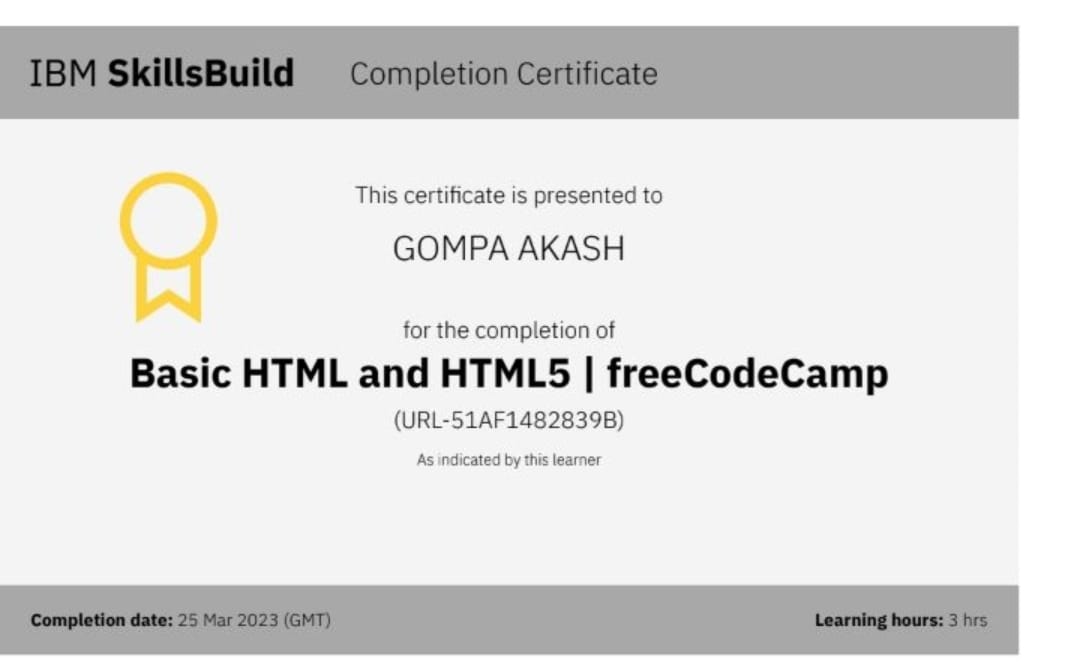 IBM SkillsBuild Completion Certificate
This certificate is presented to
GOMPA AKASH
for the completion of
Basic HTML and HTML5 | freeCodeCamp
(URL-51AF1482839B)
As indicated by this learner
Completion date: 25 Mar 2023 (GMT) Learning hours: 3 hrs